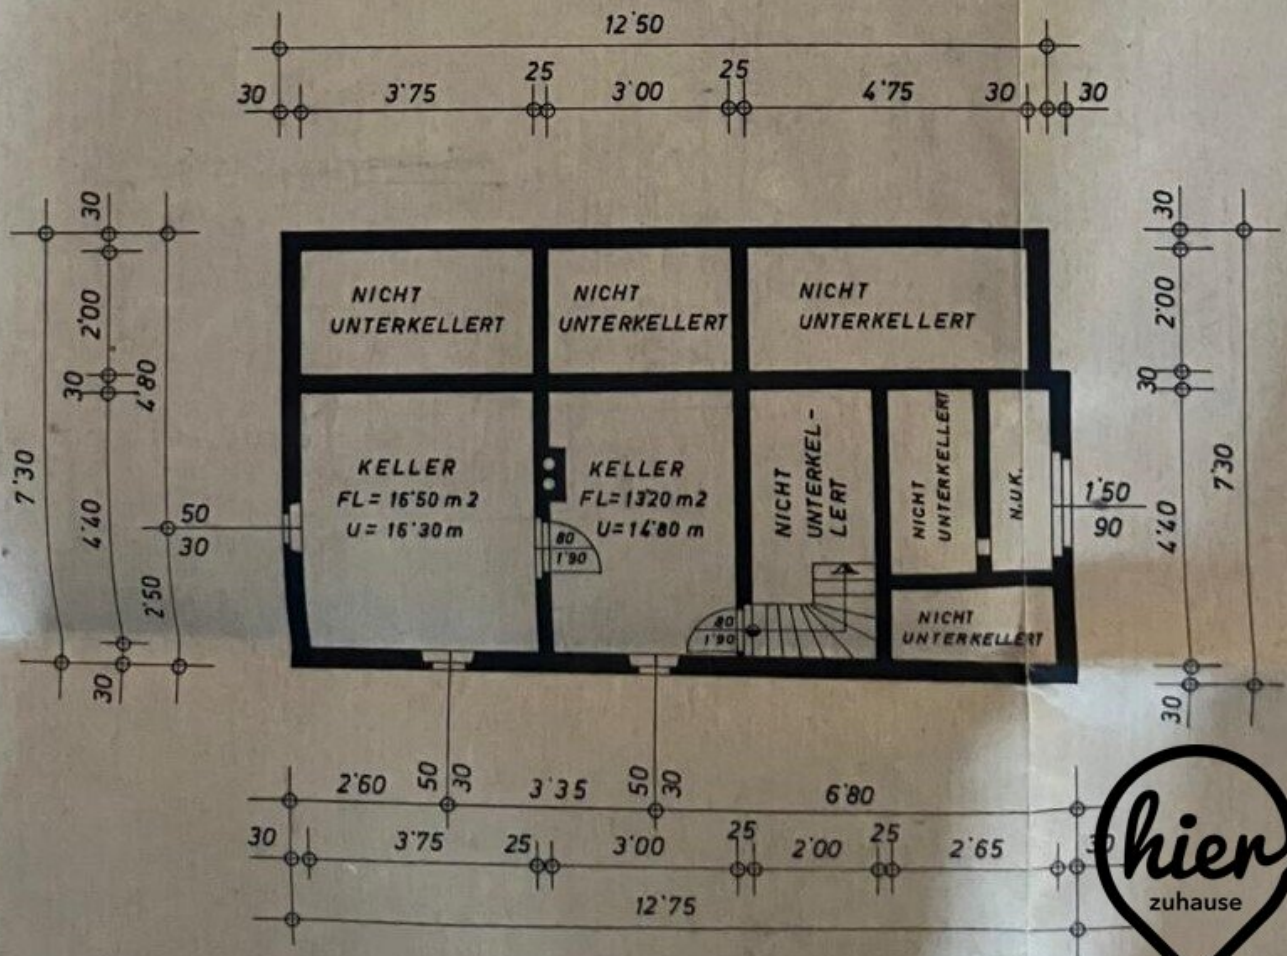 12'50
25 25
30 3'75 3'00 4'75 30 30
30
2'00
30
4'80
7'30
4'40
50
30
2'50
30
NICHT
UNTERKELLERT
NICHT
UNTERKELLERT
NICHT
UNTERKELLERT
KELLER
FL = 16'50 m2
U = 16'30 m
KELLER
FL = 13'20 m2
U = 14'80 m
80
1'90
80
1'90
NICHT
UNTERKEL-
LERT
NICHT
UNTERKELLERT
N.U.K.
NICHT
UNTERKELLERT
30
2'00
30
7'30
1'50
90
4'40
30
2'60 50 30 3'35 50 30 6'80
30 3'75 25 3'00 25 2'00 25 2'65 30
12'75
hier
zuhause